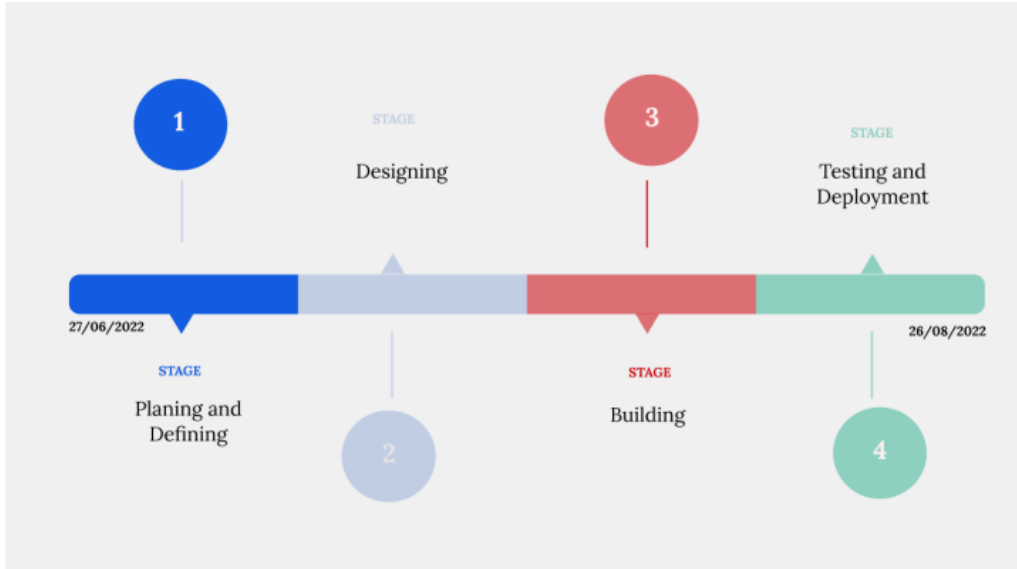 1
STAGE
Designing
3
STAGE
Testing and
Deployment
27/06/2022
26/08/2022
STAGE
Planing and
Defining
2
STAGE
Building
4